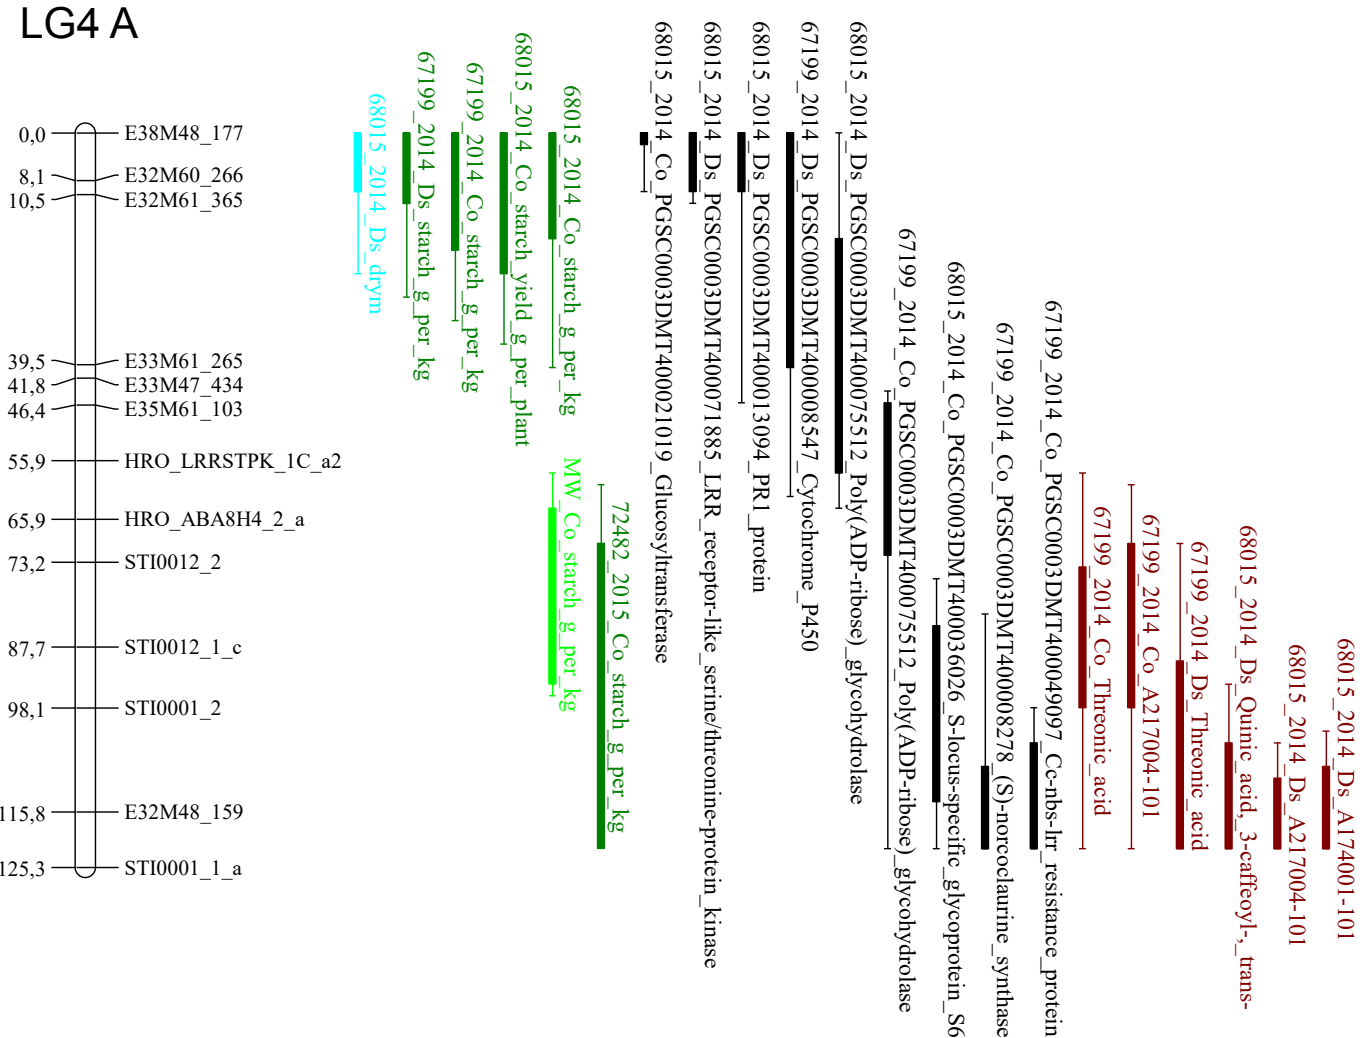 LG4 A
0,0 E38M48_177
8,1 E32M60_266
10,5 E32M61_365
39,5 E33M61_265
41,8 E33M47_434
46,4 E35M61_103
55,9 HRO_LRRSTPK_1C_a2
65,9 HRO_ABA8H4_2_a
73,2 STI0012_2
87,7 STI0012_1_c
98,1 STI0001_2
115,8 E32M48_159
125,3 STI0001_1_a
68015_2014_Ds_drym
67199_2014_Ds_starch_g_per_kg
67199_2014_Co_starch_g_per_kg
68015_2014_Co_starch_yield_g_per_plant
68015_2014_Co_starch_g_per_kg
MW_Co_starch_g_per_kg
72482_2015_Co_starch_g_per_kg
68015_2014_Co_PGSC0003DMT400021019_Glucosyltransferase
68015_2014_Ds_PGSC0003DMT400071885_LRR_receptor-like_serine/threonine-protein_kinase
68015_2014_Ds_PGSC0003DMT400013094_PR1_protein
67199_2014_Ds_PGSC0003DMT400008547_Cytochrome_P450
68015_2014_Ds_PGSC0003DMT400075512_Poly(ADP-ribose)_glycohydrolase
67199_2014_Co_PGSC0003DMT400075512_Poly(ADP-ribose)_glycohydrolase
68015_2014_Co_PGSC0003DMT400036026_S-locus-specific_glycoprotein_S6
67199_2014_Co_PGSC0003DMT400008278_(S)-norcoclaurine_synthase
67199_2014_Co_PGSC0003DMT400049097_Cc-nbs-lrr_resistance_protein
67199_2014_Co_Threonic_acid
67199_2014_Co_A217004-101
67199_2014_Ds_Threonic_acid
68015_2014_Ds_Quinic_acid,_3-caffeoyl-,_trans-
68015_2014_Ds_A217004-101
68015_2014_Ds_A174001-101